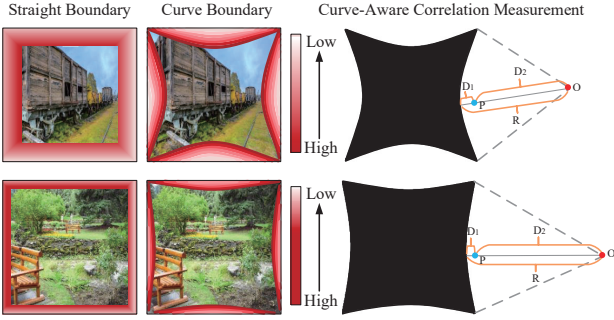 Straight Boundary
Curve Boundary
Curve-Aware Correlation Measurement
Low
High
D1
D2
P
O
R
Low
High
D1
D2
P
O
R